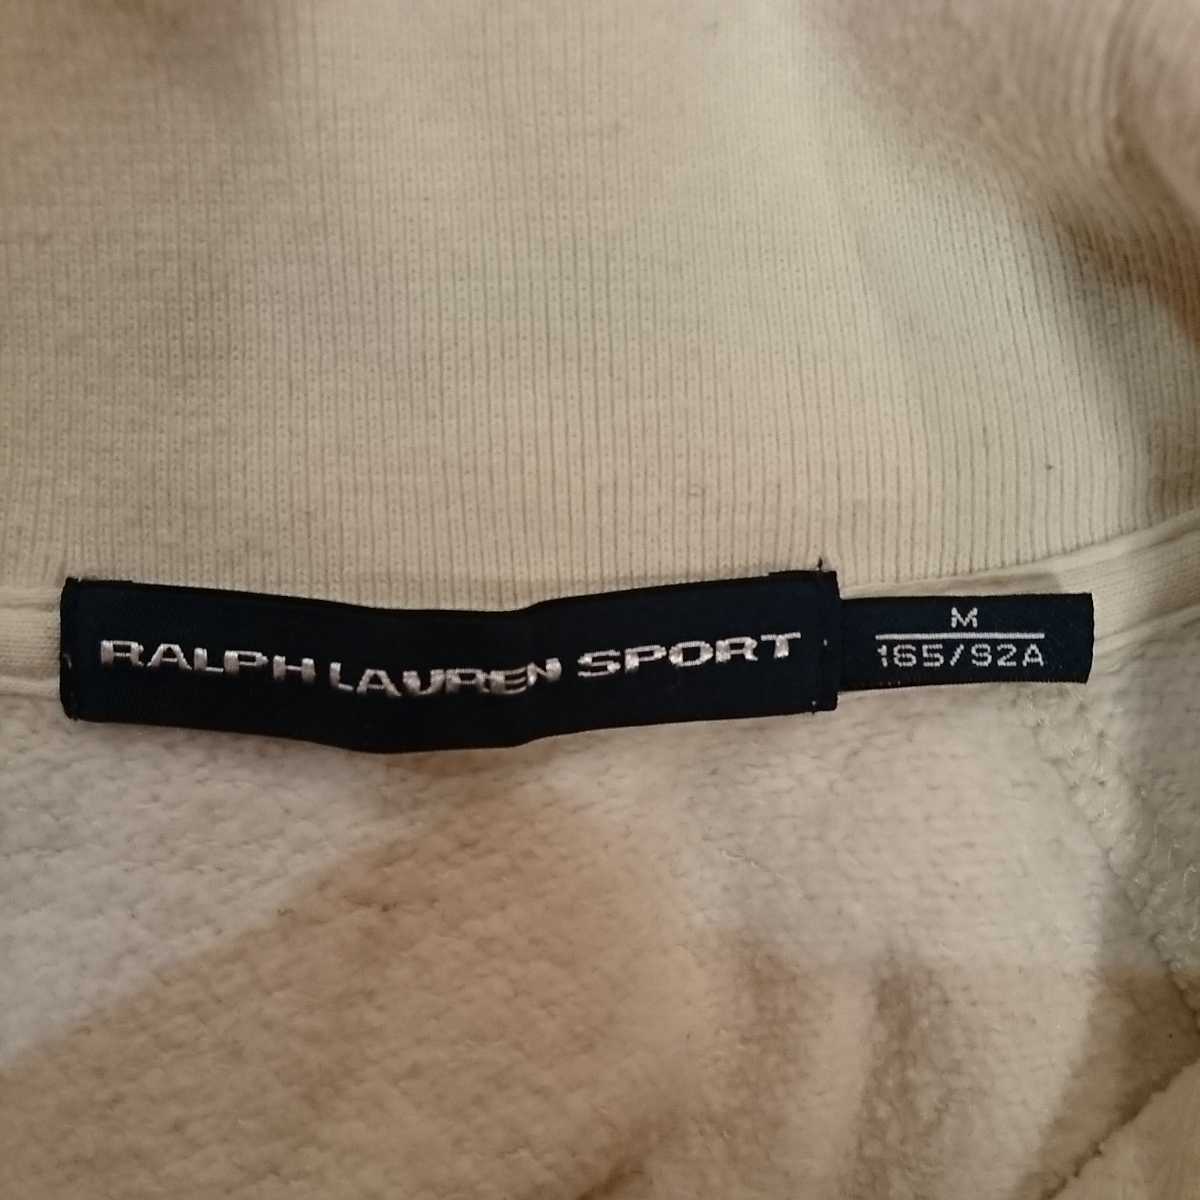 RALPH LAUREN SPORT
M
165/92A